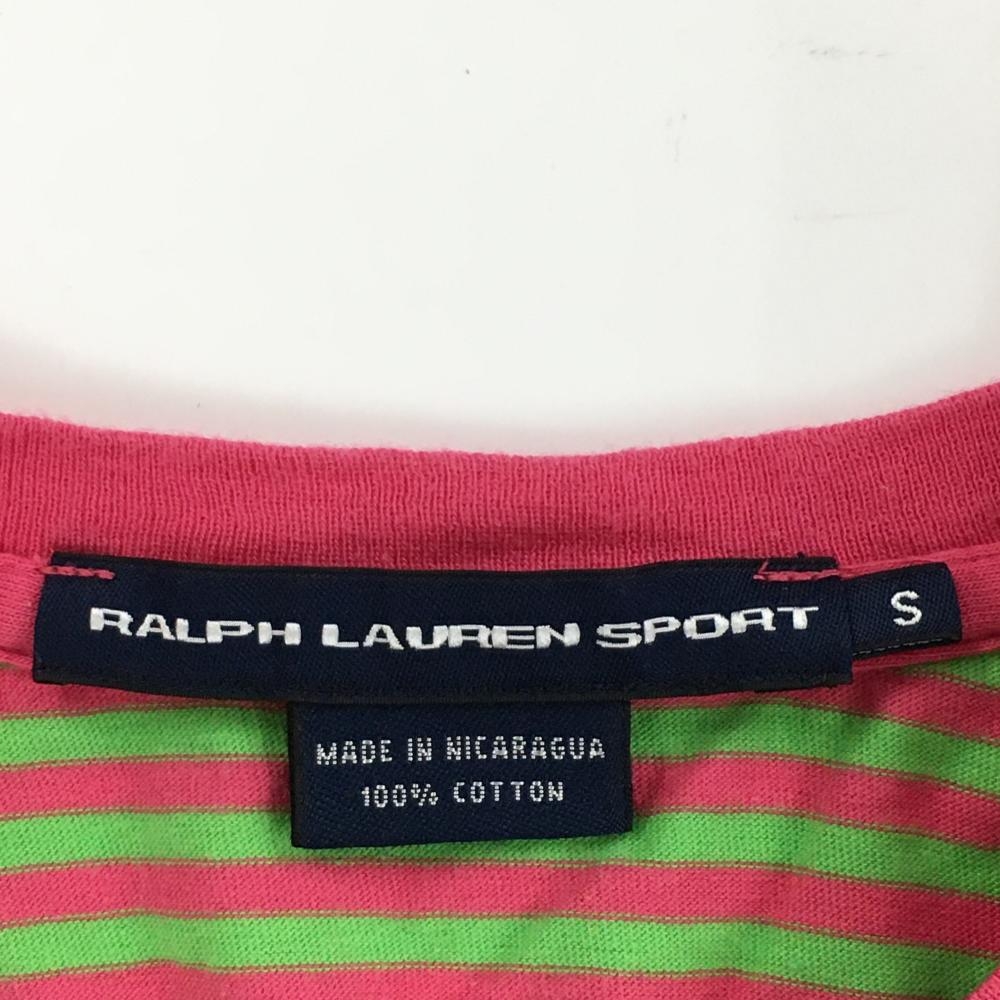 RALPH LAUREN SPORT
S
MADE IN NICARAGUA
100% COTTON